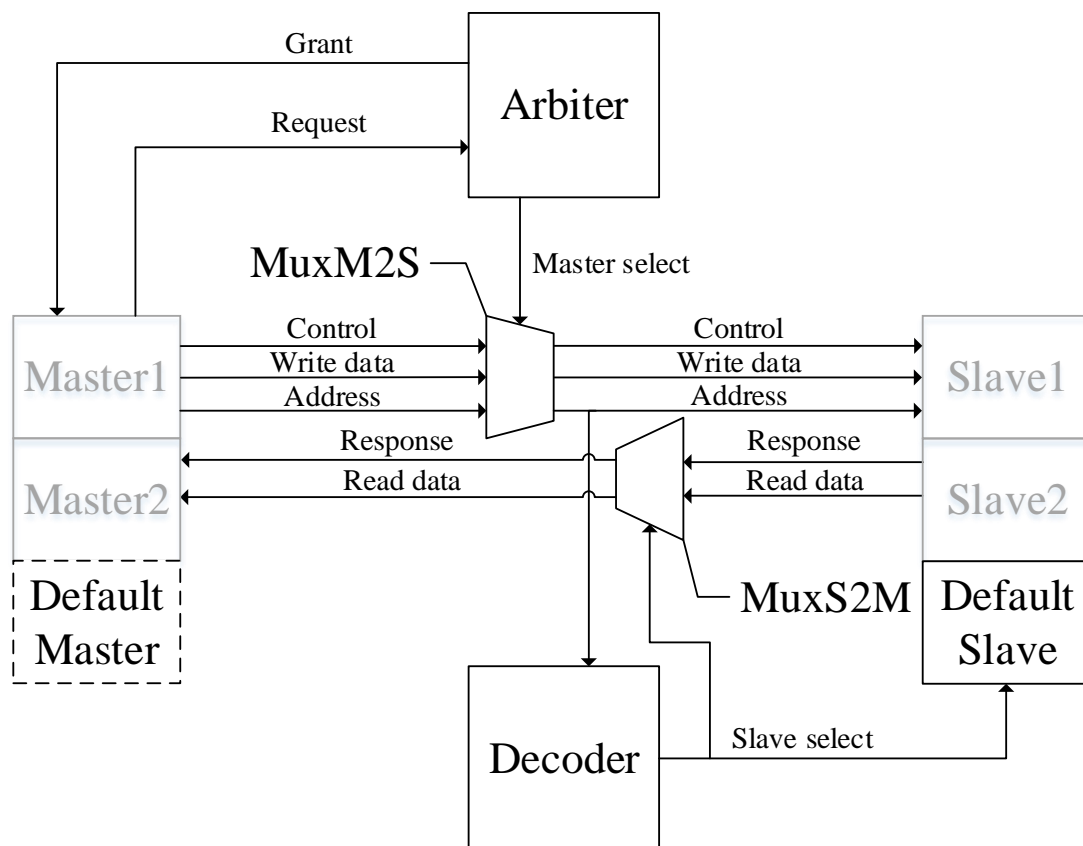 Grant
Arbiter
Request
MuxM2S
Master select
Control
Control
Master1
Write data
Write data
Slave1
Address
Address
Response
Response
Master2
Read data
Read data
Slave2
Default
Master
MuxS2M
Default
Slave
Decoder
Slave select